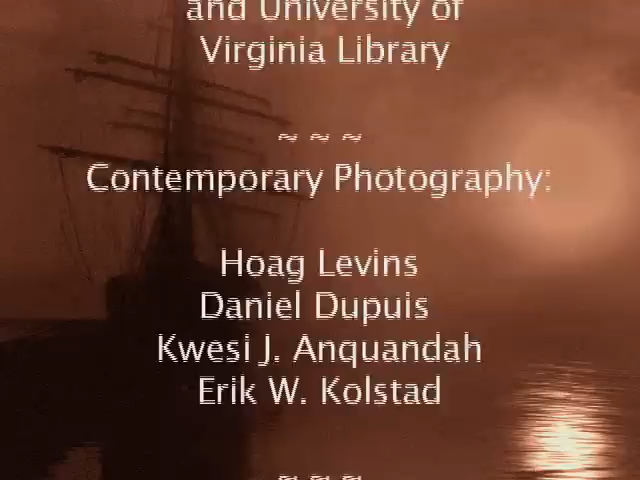 and University of
Virginia Library
~ ~ ~
Contemporary Photography:
Hoag Levins
Daniel Dupuis
Kwesi J. Anquandah
Erik W. Kolstad
~ ~ ~